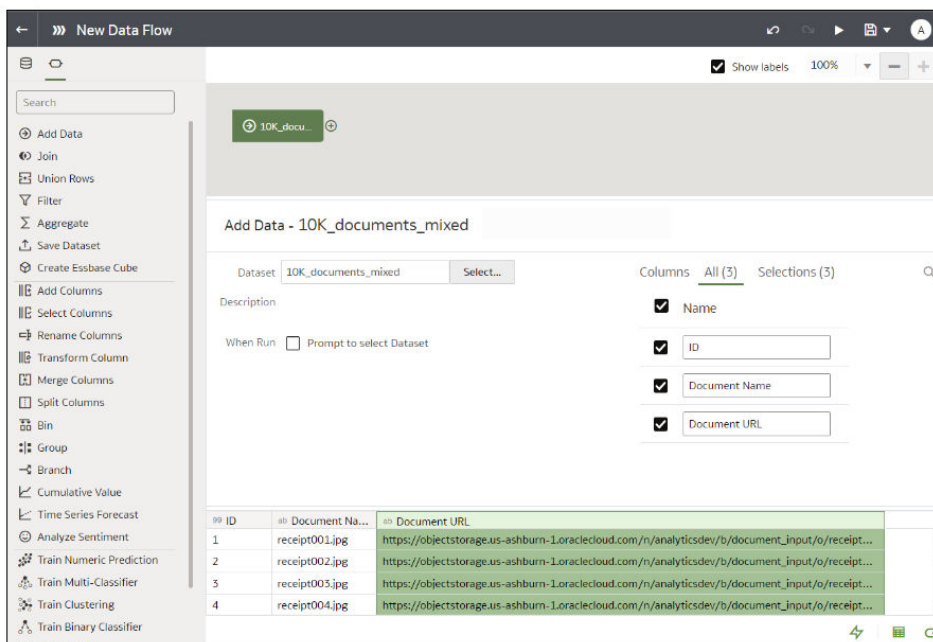 New Data Flow
A
Show labels 100%
Search
Add Data
Join
Union Rows
Filter
Aggregate
Save Dataset
Create Essbase Cube
Add Columns
Select Columns
Rename Columns
Transform Column
Merge Columns
Split Columns
Bin
Group
Branch
Cumulative Value
Time Series Forecast
Analyze Sentiment
Train Numeric Prediction
Train Multi-Classifier
Train Clustering
Train Binary Classifier
10K_docu...
Add Data - 10K_documents_mixed
Dataset 10K_documents_mixed Select...
Description
When Run Prompt to select Dataset
Columns All (3) Selections (3)
Name
ID
Document Name
Document URL
99 ID ab Document Na... ab Document URL
1 receipt001.jpg https://objectstorage.us-ashburn-1.oraclecloud.com/n/analyticsdev/b/document_input/o/receipt...
2 receipt002.jpg https://objectstorage.us-ashburn-1.oraclecloud.com/n/analyticsdev/b/document_input/o/receipt...
3 receipt003.jpg https://objectstorage.us-ashburn-1.oraclecloud.com/n/analyticsdev/b/document_input/o/receipt...
4 receipt004.jpg https://objectstorage.us-ashburn-1.oraclecloud.com/n/analyticsdev/b/document_input/o/receipt...